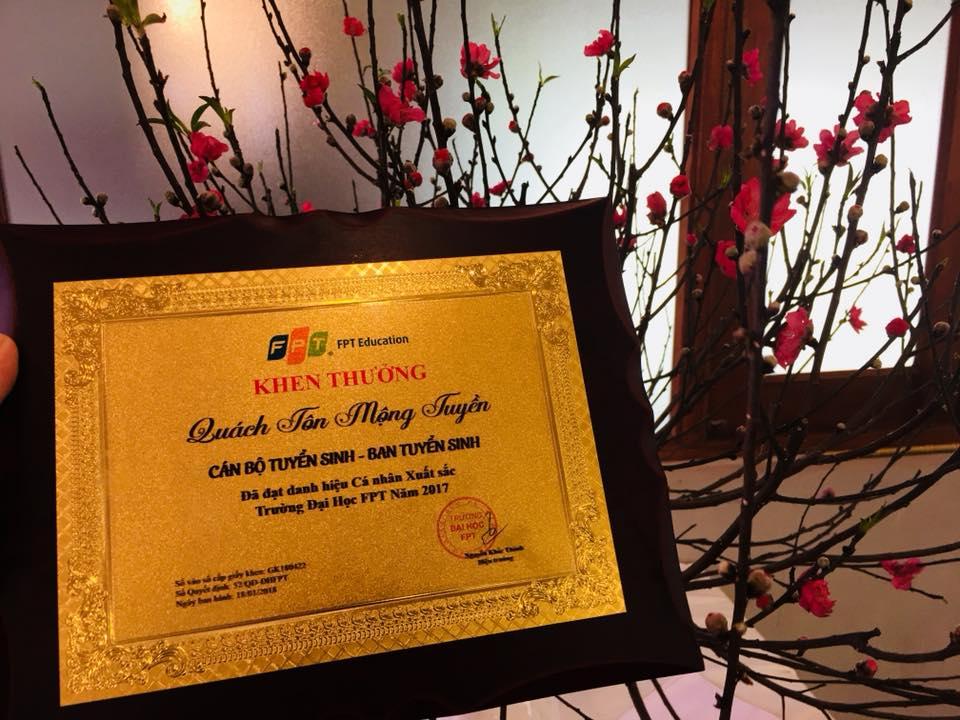 FPT FPT Education
KHEN THƯỞNG
Quách Tôn Mộng Tuyền
CÁN BỘ TUYỂN SINH - BAN TUYỂN SINH
Đã đạt danh hiệu Cá nhân Xuất sắc
Trường Đại Học FPT Năm 2017
TRƯỜNG
ĐẠI HỌC
FPT
Nguyễn Khắc Thành
Hiệu trưởng
Số vào sổ cấp giấy khen: GK180422
Số Quyết định: 52/QĐ-ĐHFPT
Ngày ban hành: 18/01/2018